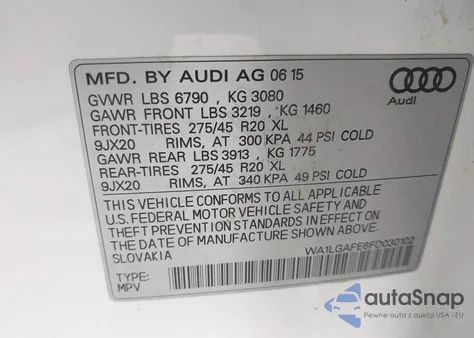 MFD. BY AUDI AG 06 15
GVWR LBS 6790 , KG 3080
GAWR FRONT LBS 3219 , KG 1460
FRONT-TIRES 275/45 R20 XL
9JX20 RIMS, AT 300 KPA 44 PSI COLD
GAWR REAR LBS 3913 , KG 1775
REAR-TIRES 275/45 R20 XL
9JX20 RIMS, AT 340 KPA 49 PSI COLD
THIS VEHICLE CONFORMS TO ALL APPLICABLE
U.S. FEDERAL MOTOR VEHICLE SAFETY AND
THEFT PREVENTION STANDARDS IN EFFECT
ON MANUFACTURE DATE SHOWN ABOVE.
SLOVAKIA
WA1LGAFE6FD030102
TYPE:
MPV
Audi
autaSnap
Pewne auta z aukcji USA i EU